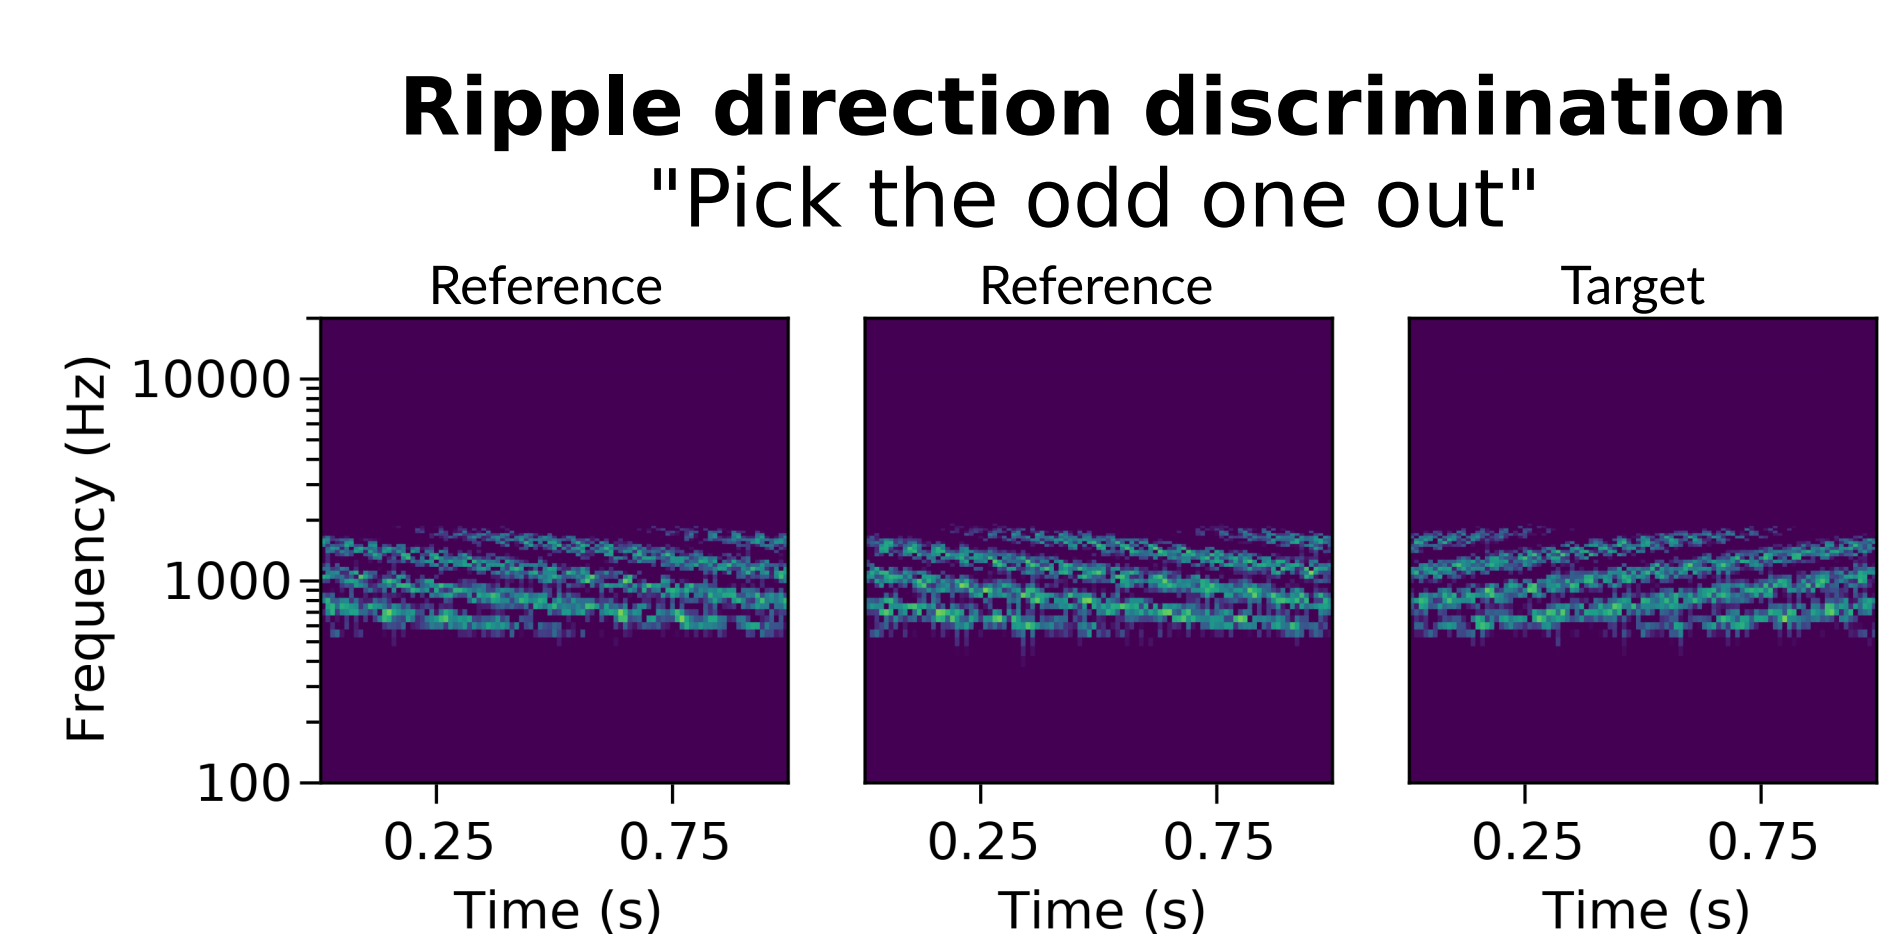 Ripple direction discrimination
"Pick the odd one out"
Reference Reference Target
Frequency (Hz)
10000
1000
100
0.25 0.75 0.25 0.75 0.25 0.75
Time (s) Time (s) Time (s)